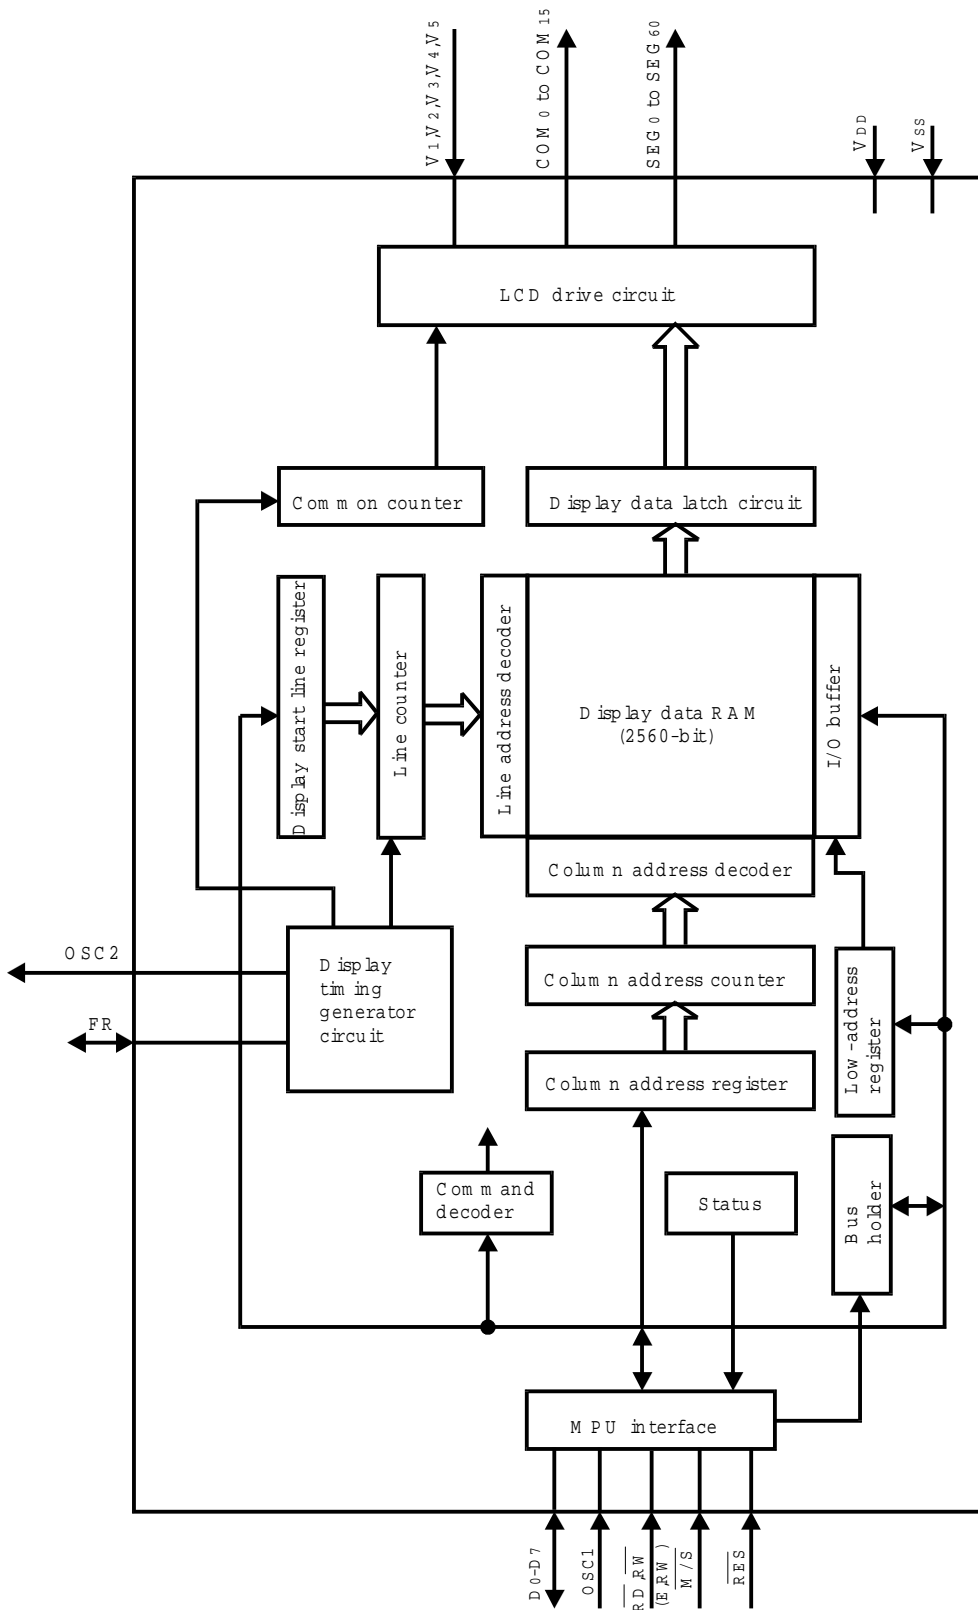 V1,V2,V3,V4,V5
COM0 to COM15
SEG0 to SEG60
VDD
VSS
LCD drive circuit
Common counter
Display data latch circuit
Display start line register
Line counter
Line address decoder
Display data RAM
(2560-bit)
I/O buffer
Column address decoder
OSC2
FR
Display
timing
generator
circuit
Column address counter
Column address register
Low-address
register
Command
decoder
Status
Bus
holder
MPU interface
D0-D7
OSC1
RD,RW
(E,RW)
M/S
RES